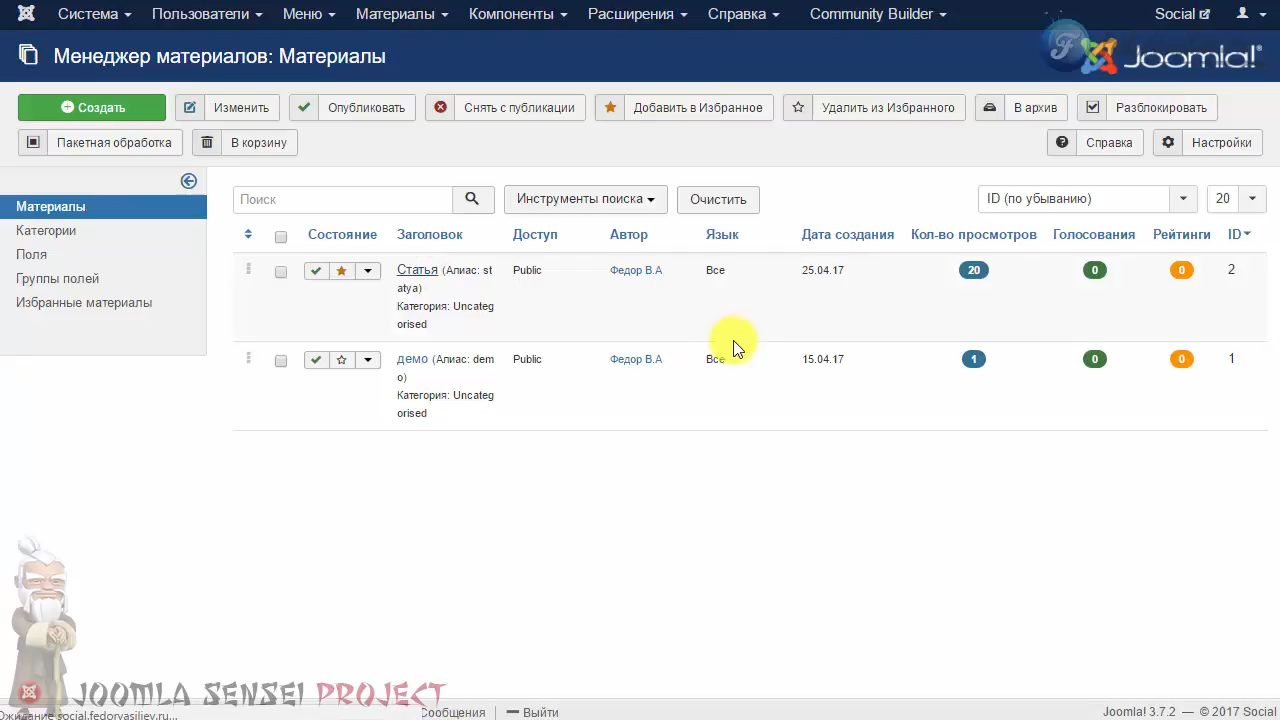 Система Пользователи Меню Материалы Компоненты Расширения Справка Community Builder Social
Менеджер материалов: Материалы
Joomla!®
Создать Изменить Опубликовать Снять с публикации Добавить в Избранное Удалить из Избранного В архив Разблокировать
Пакетная обработка В корзину Справка Настройки
Материалы
Категории
Поля
Группы полей
Избранные материалы
Поиск Инструменты поиска Очистить ID (по убыванию) 20
Состояние Заголовок Доступ Автор Язык Дата создания Кол-во просмотров Голосования Рейтинги ID
Статья (Алиас: st Public Федор В.А Все 25.04.17 20 0 0 2
atya)
Категория: Uncateg
orised
демо (Алиас: dem Public Федор В.А Все 15.04.17 1 0 0 1
o)
Категория: Uncateg
orised
JOOMLA SENSEI PROJECT
Ожидание social.fedorvasiliev.ru... Сообщения Выйти Joomla! 3.7.2 — © 2017 Social